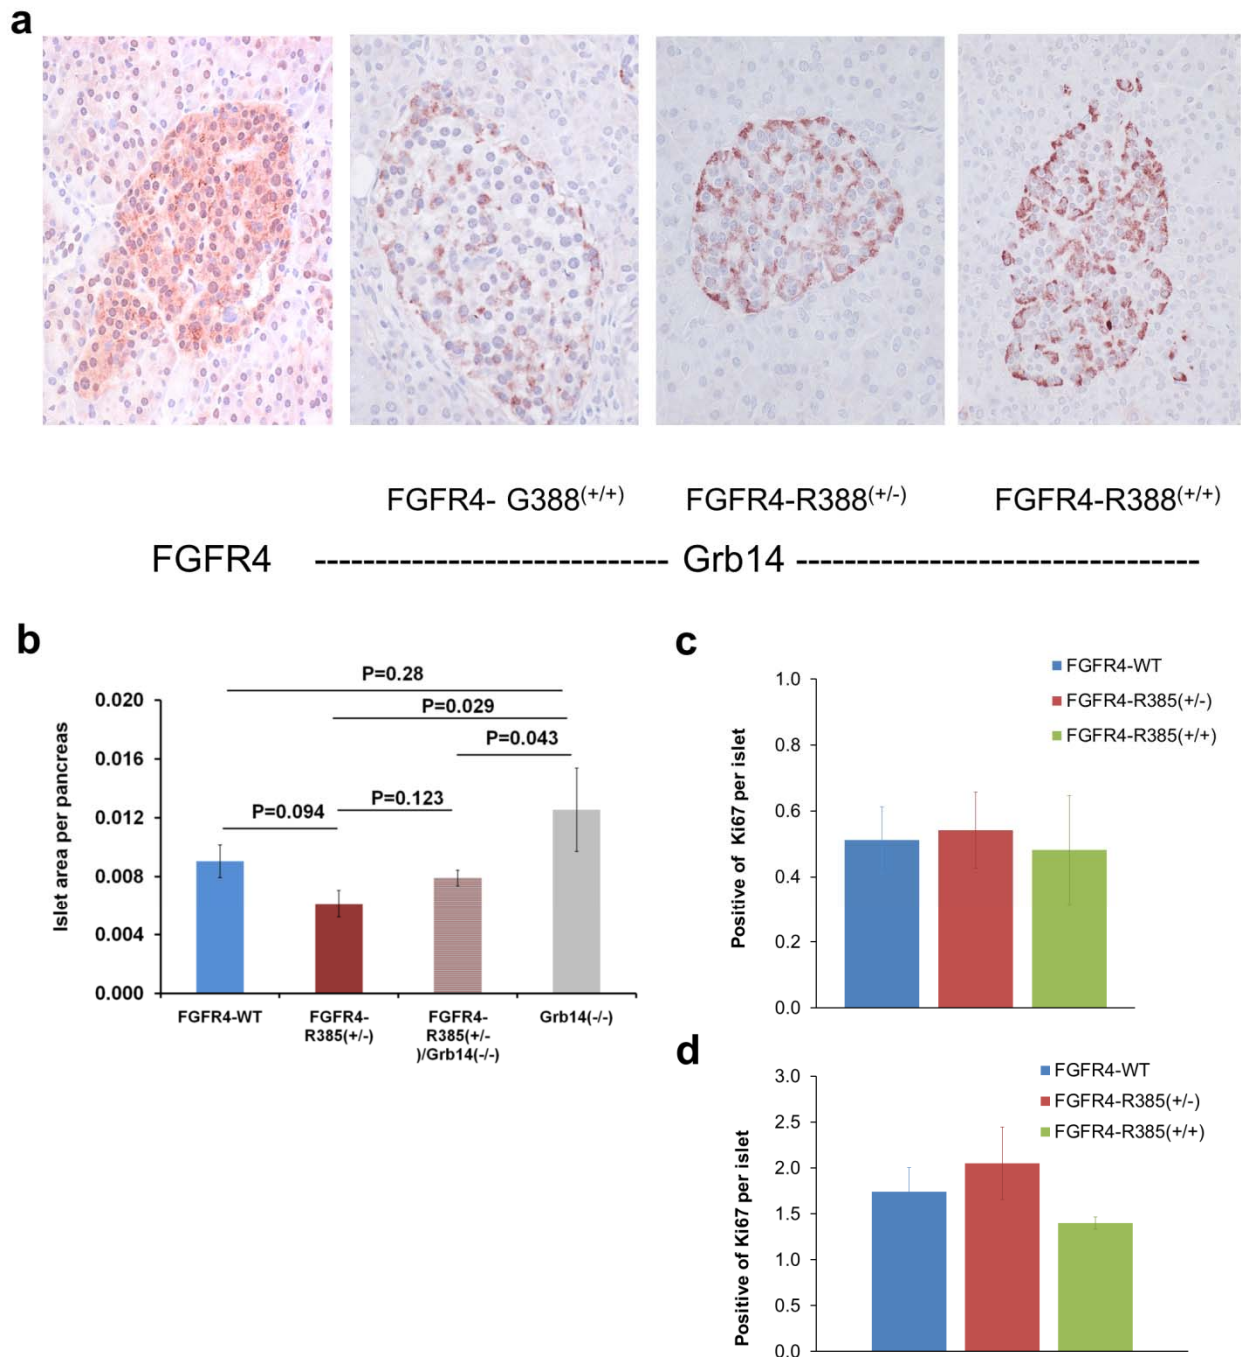 a
FGFR4- G388(+/+)
FGFR4-R388(+/-)
FGFR4-R388(+/+)
FGFR4 ----------------------------- Grb14 ---------------------------------
b
P=0.28
P=0.029
P=0.043
P=0.123
P=0.094
Islet area per pancreas
0.020
0.016
0.012
0.008
0.004
0.000
FGFR4-WT
FGFR4-
R385(+/-)
FGFR4-
R385(+/-
)/Grb14(-/-)
Grb14(-/-)
c
Positive of Ki67 per islet
1.0
0.8
0.6
0.4
0.2
0.0
FGFR4-WT
FGFR4-R385(+/-)
FGFR4-R385(+/+)
d
Positive of Ki67 per islet
3.0
2.5
2.0
1.5
1.0
0.5
0.0
FGFR4-WT
FGFR4-R385(+/-)
FGFR4-R385(+/+)